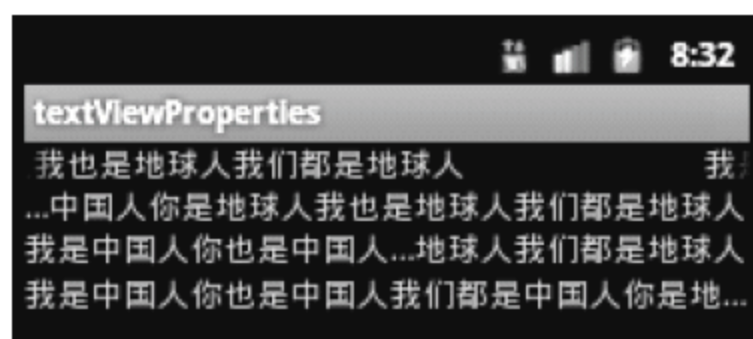 8:32
textViewProperties
我也是地球人我们都是地球人 我
...中国人你是地球人我也是地球人我们都是地球人
我是中国人你也是中国人...地球人我们都是地球人
我是中国人你也是中国人我们都是中国人你是地...